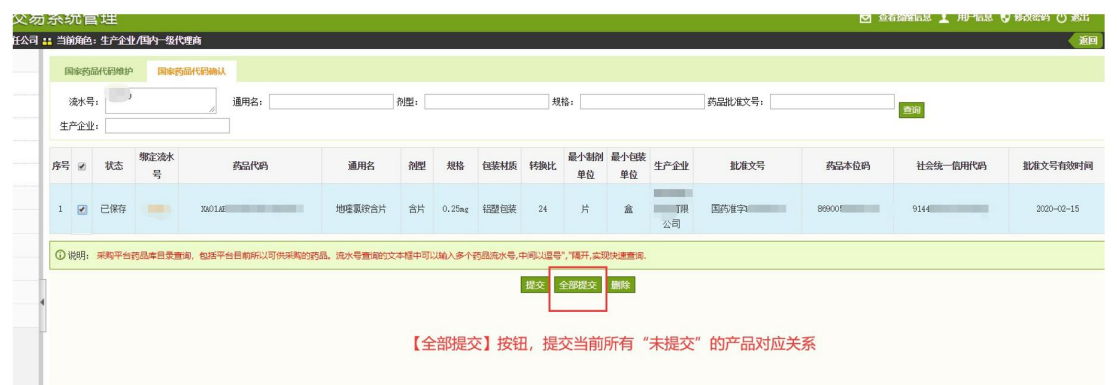 交易系统管理
查看提醒信息 用户信息 修改密码 退出
任公司 当前角色：生产企业/国内一级代理商 返回
国家药品代码维护 国家药品代码确认
流水号： 通用名： 剂型： 规格： 药品批准文号： 查询
生产企业：
序号 状态 绑定流水号 药品代码 通用名 剂型 规格 包装材质 转换比 最小制剂单位 最小包装单位 生产企业 批准文号 药品本位码 社会统一信用代码 批准文号有效时间
1 已保存 XA01AE 地喹氯铵含片 含片 0.25mg 铝塑包装 24 片 盒 公司 国药准字 869005 9144 2020-02-15
说明：采购平台药品库目录查询，包括平台目前所以可供采购的药品。流水号查询的文本框中可以输入多个药品流水号,中间以逗号","隔开,实现快速查询.
提交 全部提交 删除
【全部提交】按钮，提交当前所有“未提交”的产品对应关系